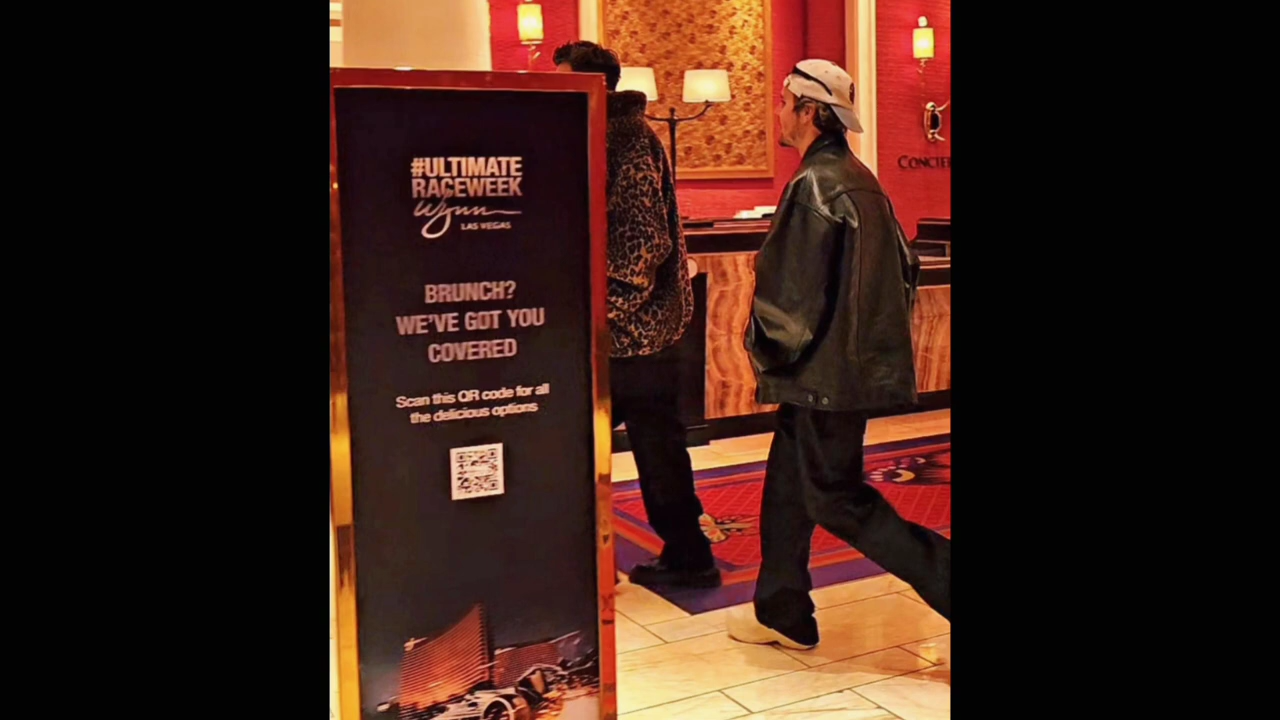 #ULTIMATE
RACEWEEK
Wynn
LAS VEGAS
BRUNCH?
WE'VE GOT YOU
COVERED
Scan this QR code for all
the delicious options
CONCIE